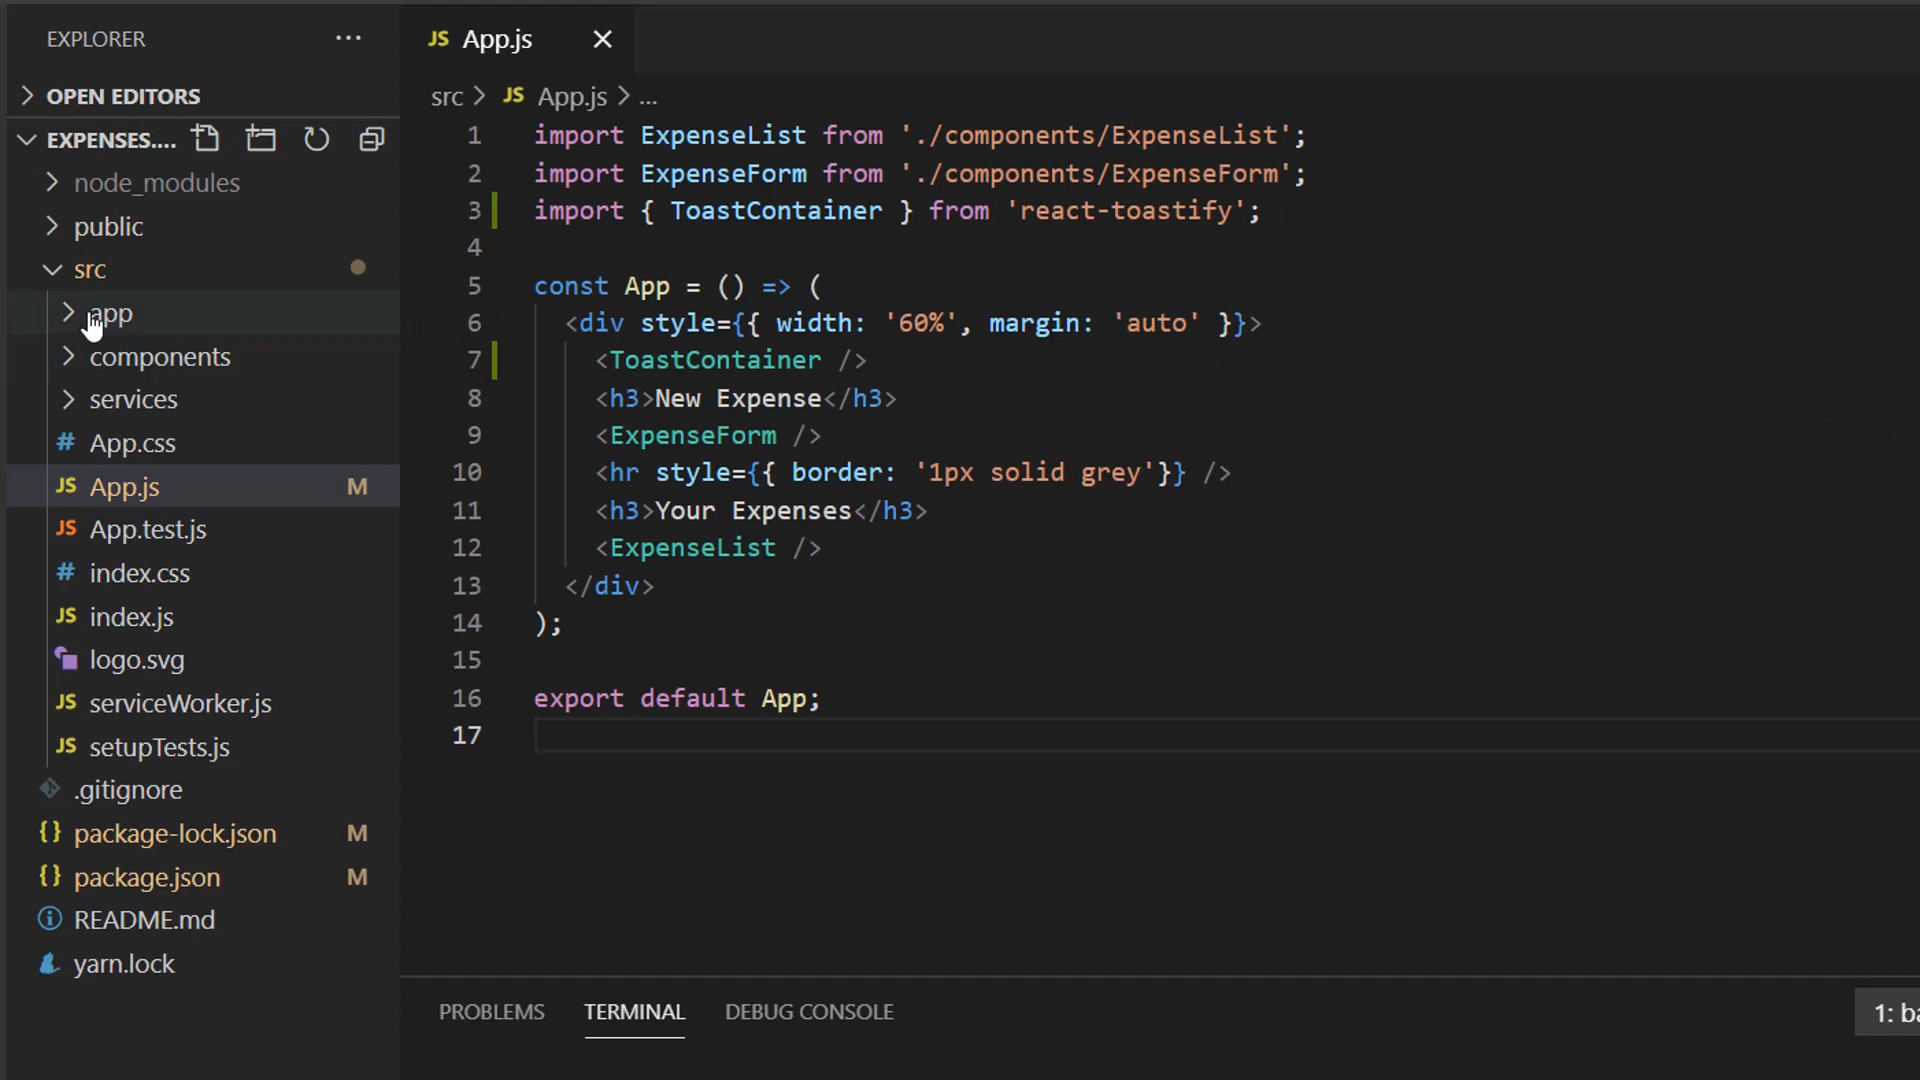 EXPLORER ...
OPEN EDITORS
EXPENSES....
node_modules
public
src
app
components
services
# App.css
JS App.js M
JS App.test.js
# index.css
JS index.js
logo.svg
JS serviceWorker.js
JS setupTests.js
.gitignore
{} package-lock.json M
{} package.json M
README.md
yarn.lock
JS App.js
src > JS App.js > ...
1 import ExpenseList from './components/ExpenseList';
2 import ExpenseForm from './components/ExpenseForm';
3 import { ToastContainer } from 'react-toastify';
4
5 const App = () => (
6 <div style={{ width: '60%', margin: 'auto' }}>
7 <ToastContainer />
8 <h3>New Expense</h3>
9 <ExpenseForm />
10 <hr style={{ border: '1px solid grey'}} />
11 <h3>Your Expenses</h3>
12 <ExpenseList />
13 </div>
14 );
15
16 export default App;
17
PROBLEMS TERMINAL DEBUG CONSOLE
1: ba